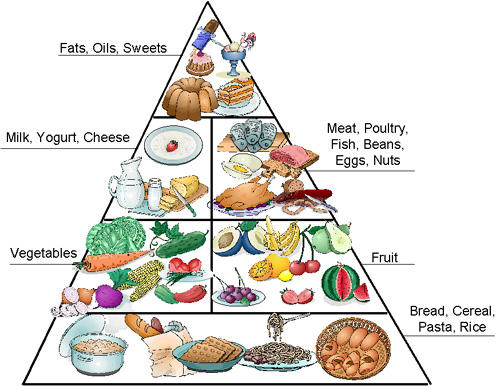 Fats, Oils, Sweets
Milk, Yogurt, Cheese
Meat, Poultry,
Fish, Beans,
Eggs, Nuts
Vegetables
Fruit
Bread, Cereal,
Pasta, Rice